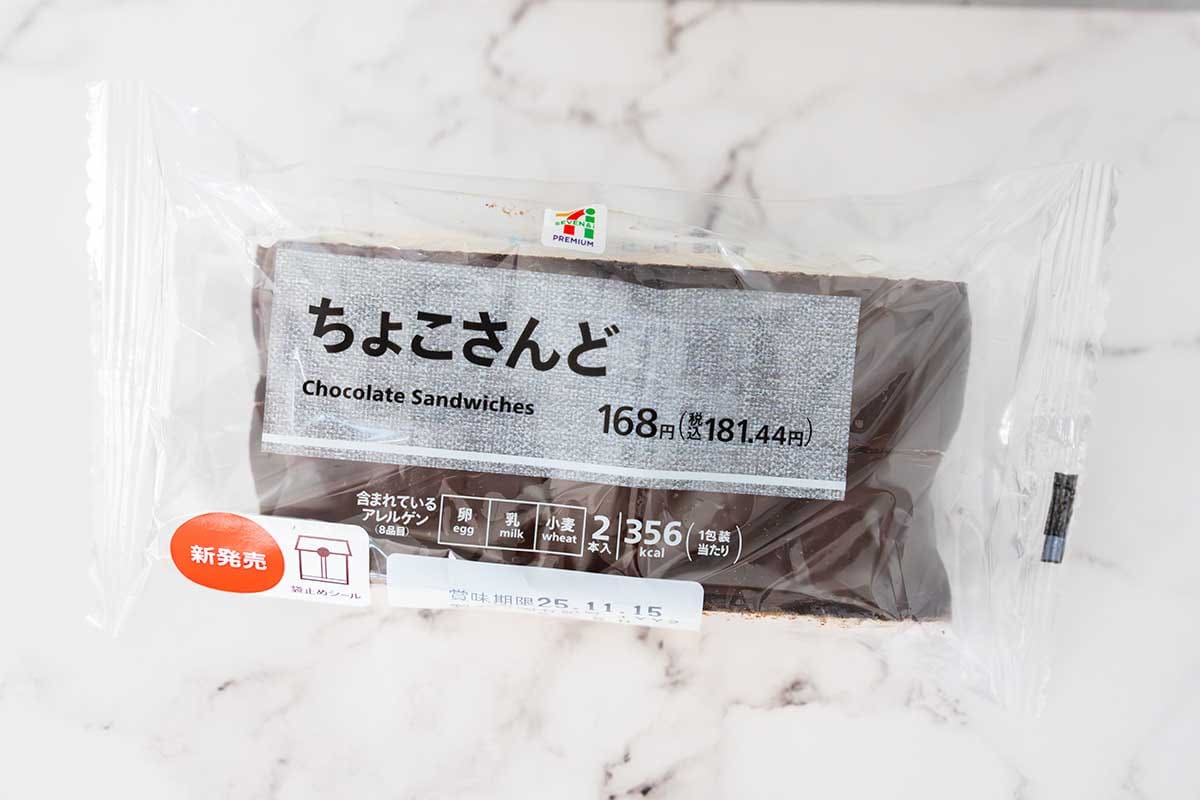 SEVEN&i
PREMIUM
ちょこさんど
Chocolate Sandwiches
168円(税込181.44円)
含まれている
アレルゲン
(8品目)
卵
egg
乳
milk
小麦
wheat
2
本入
356
kcal
(1包装
当たり)
新発売
袋止めシール
賞味期限25.11.15